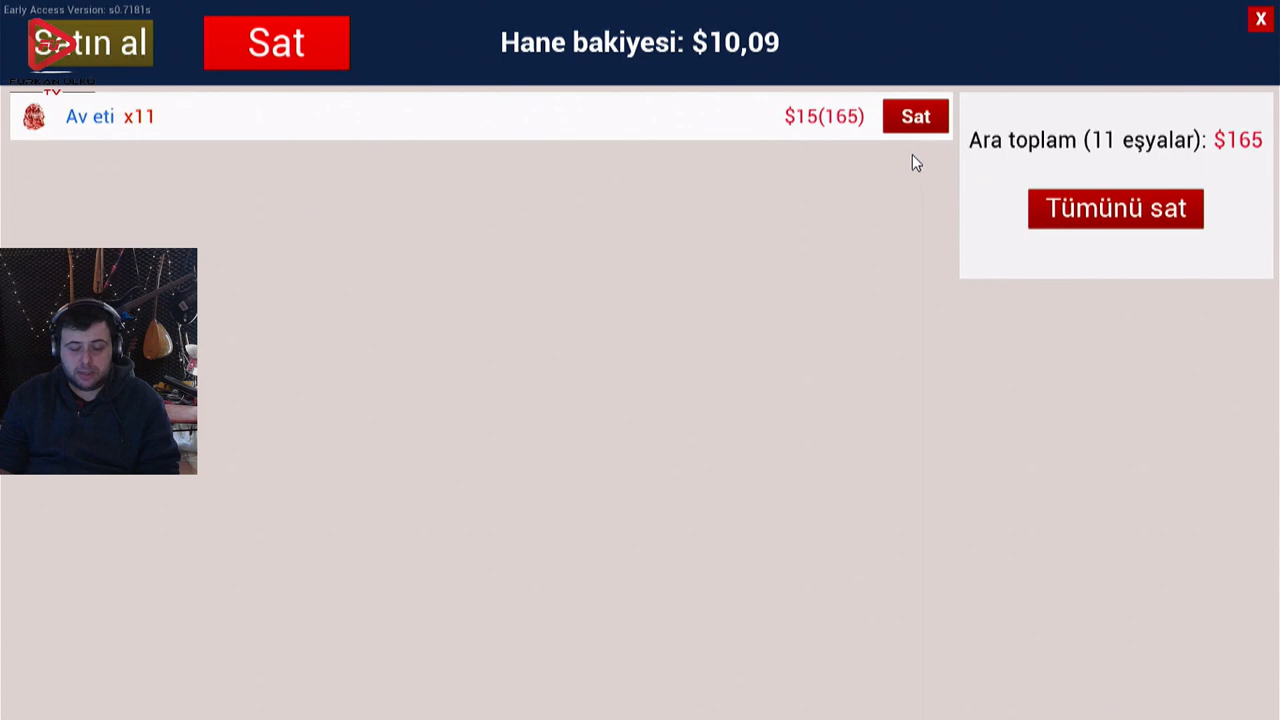 Early Access Version: s0.7181s
Satın al
Sat
Hane bakiyesi: $10,09
X
TV
Av eti x11
$15(165)
Sat
Ara toplam (11 eşyalar): $165
Tümünü sat